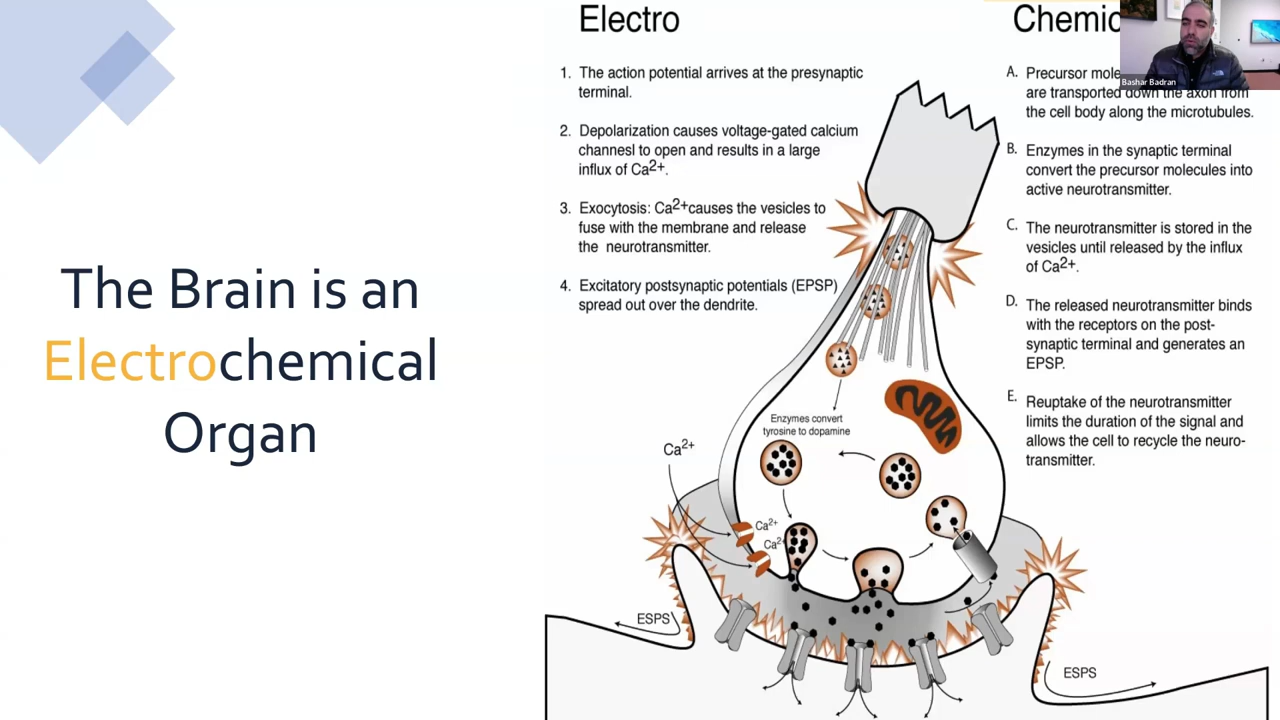 The Brain is an
Electrochemical
Organ
Electro
1. The action potential arrives at the presynaptic
terminal.
2. Depolarization causes voltage-gated calcium
channesl to open and results in a large
influx of Ca2+.
3. Exocytosis: Ca2+causes the vesicles to
fuse with the membrane and release
the neurotransmitter.
4. Excitatory postsynaptic potentials (EPSP)
spread out over the dendrite.
Chemic
A. Precursor mole
are transported down the axon from
the cell body along the microtubules.
B. Enzymes in the synaptic terminal
convert the precursor molecules into
active neurotransmitter.
C. The neurotransmitter is stored in the
vesicles until released by the influx
of Ca2+.
D. The released neurotransmitter binds
with the receptors on the post-
synaptic terminal and generates an
EPSP.
E. Reuptake of the neurotransmitter
limits the duration of the signal and
allows the cell to recycle the neuro-
transmitter.
Bashar Badran
Enzymes convert
tyrosine to dopamine
Ca2+
Ca2+
Ca2+
ESPS
ESPS